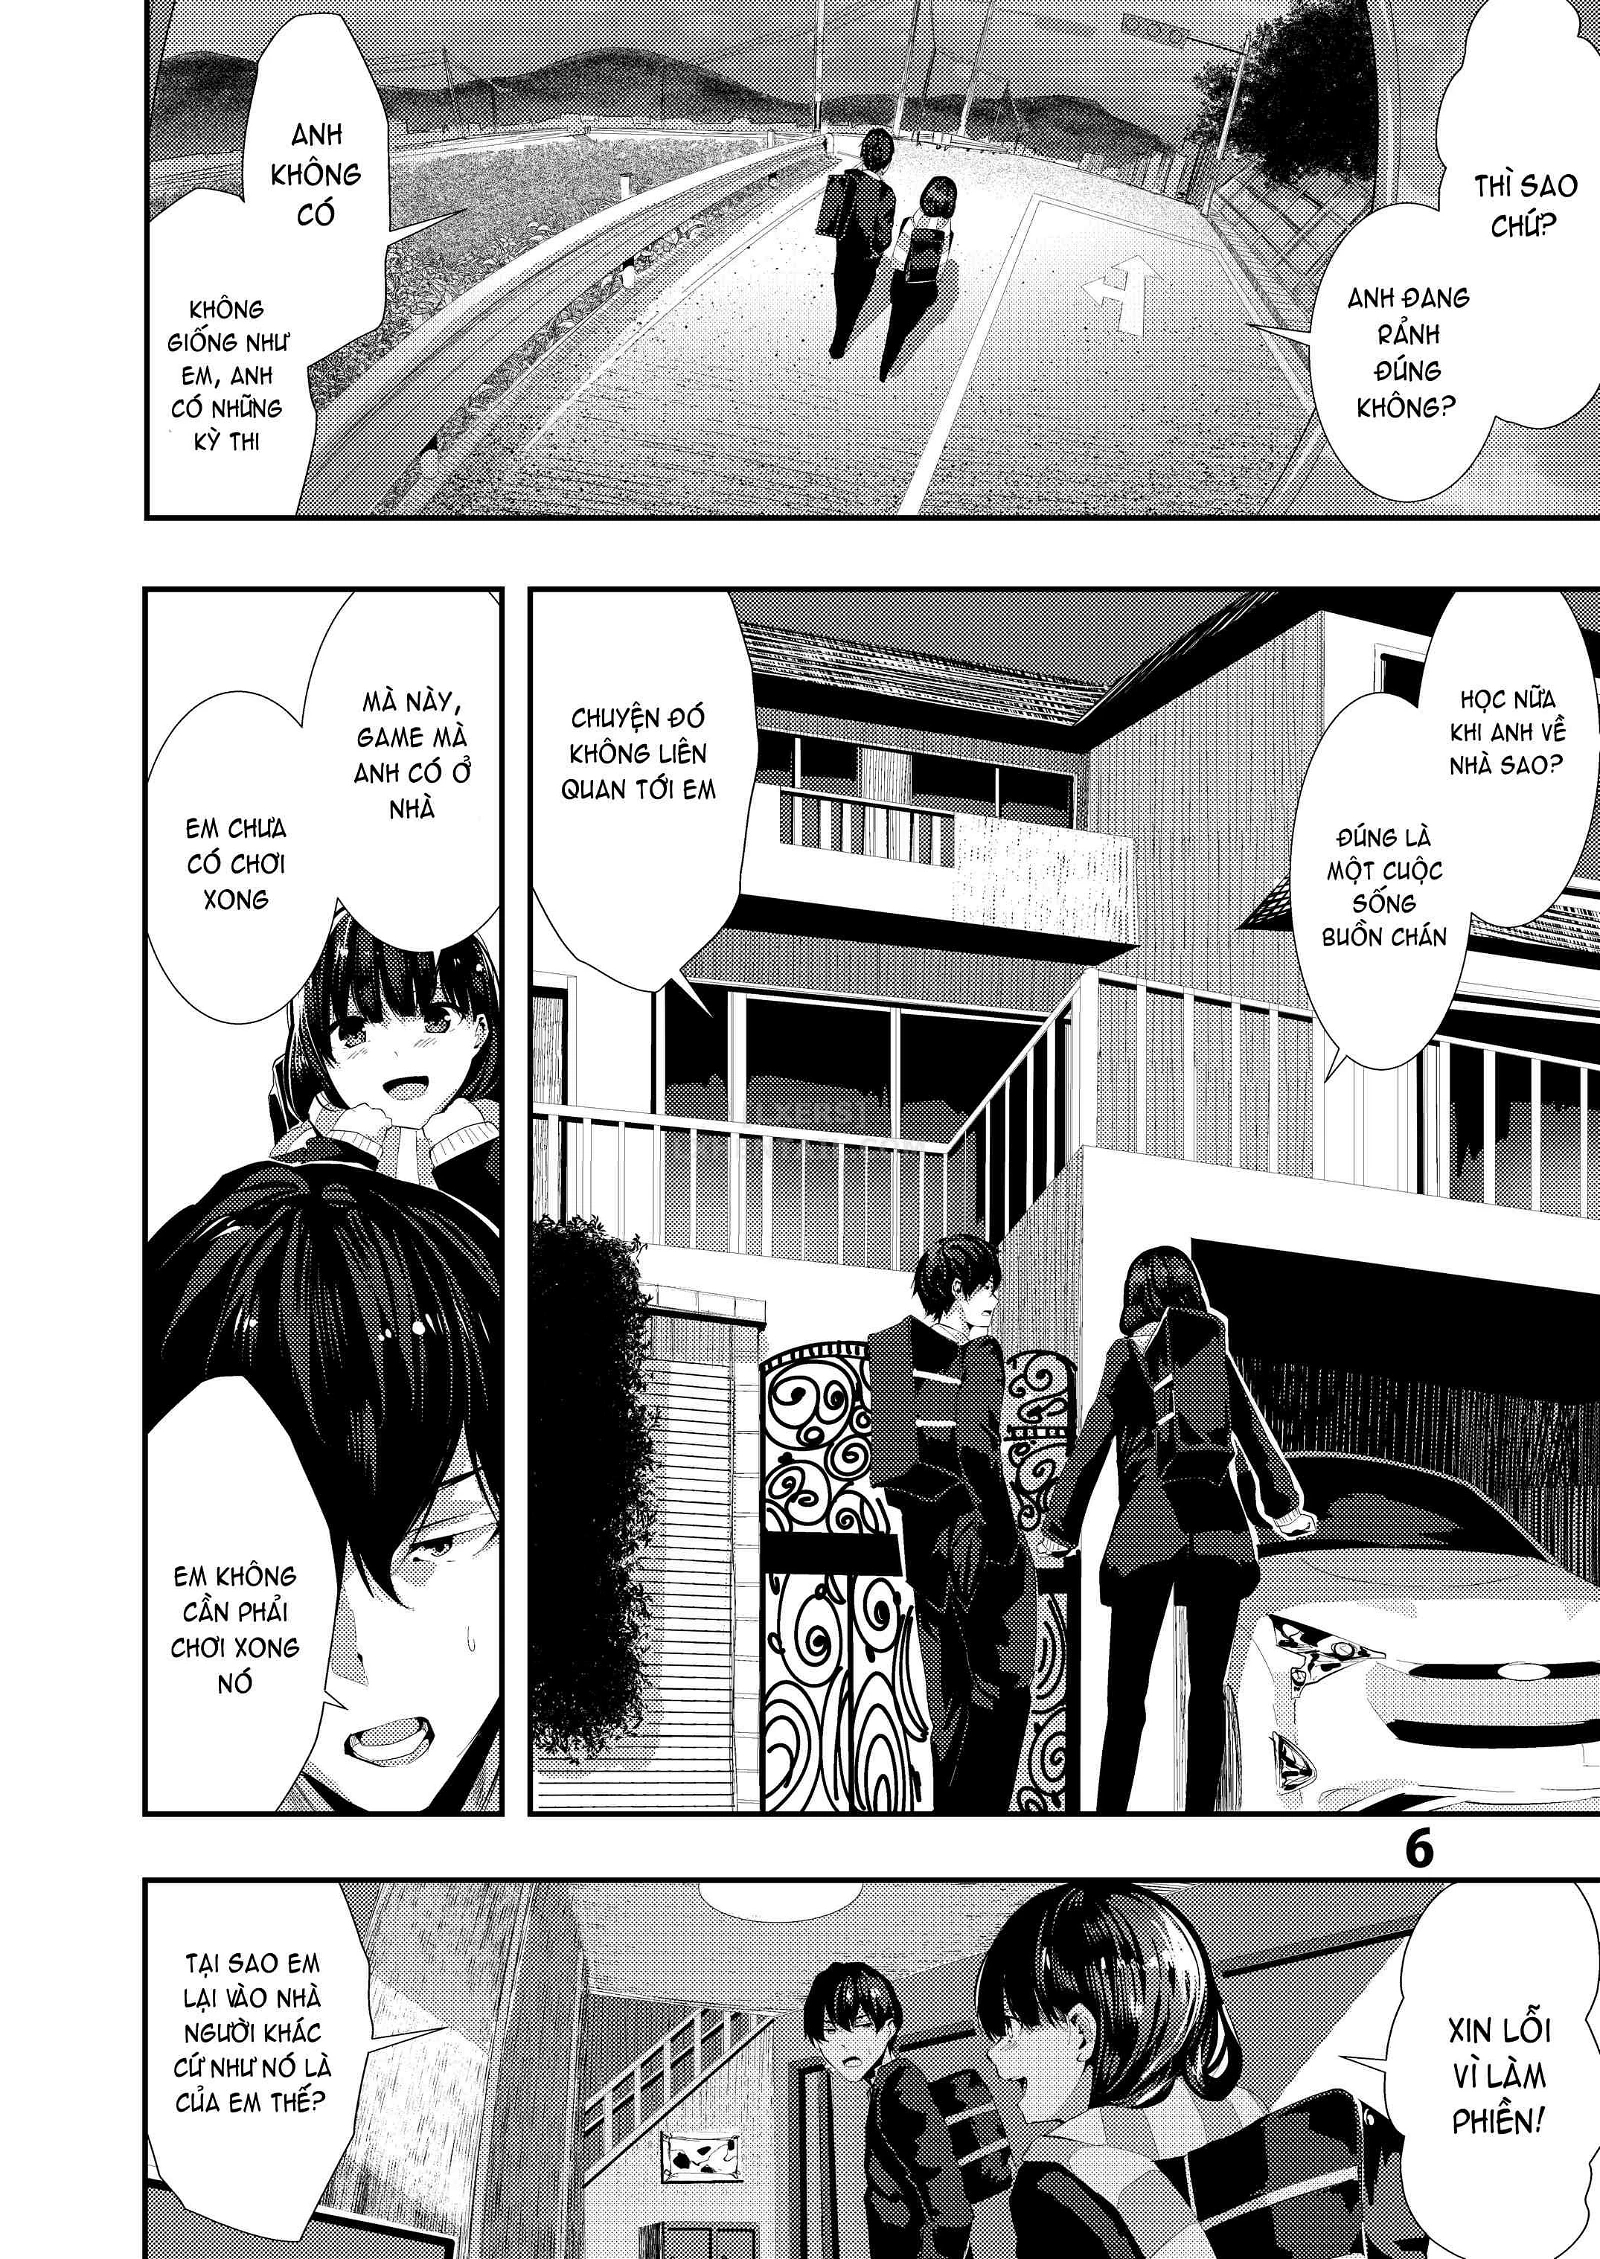 THÌ SAO
CHỨ?
ANH ĐANG
RẢNH
ĐÚNG
KHÔNG?
ANH
KHÔNG
CÓ
KHÔNG
GIỐNG NHƯ
EM, ANH
CÓ NHỮNG
KỲ THI
HỌC NỮA
KHI ANH VỀ
NHÀ SAO?
ĐÚNG LÀ
MỘT CUỘC
SỐNG
BUỒN CHÁN
CHUYỆN ĐÓ
KHÔNG LIÊN
QUAN TỚI EM
MÀ NÀY,
GAME MÀ
ANH CÓ Ở
NHÀ
EM CHƯA
CÓ CHƠI
XONG
EM KHÔNG
CẦN PHẢI
CHƠI XONG
NÓ
6
XIN LỖI
VÌ LÀM
PHIỀN!
TẠI SAO EM
LẠI VÀO NHÀ
NGƯỜI KHÁC
CỨ NHƯ NÓ LÀ
CỦA EM THẾ?